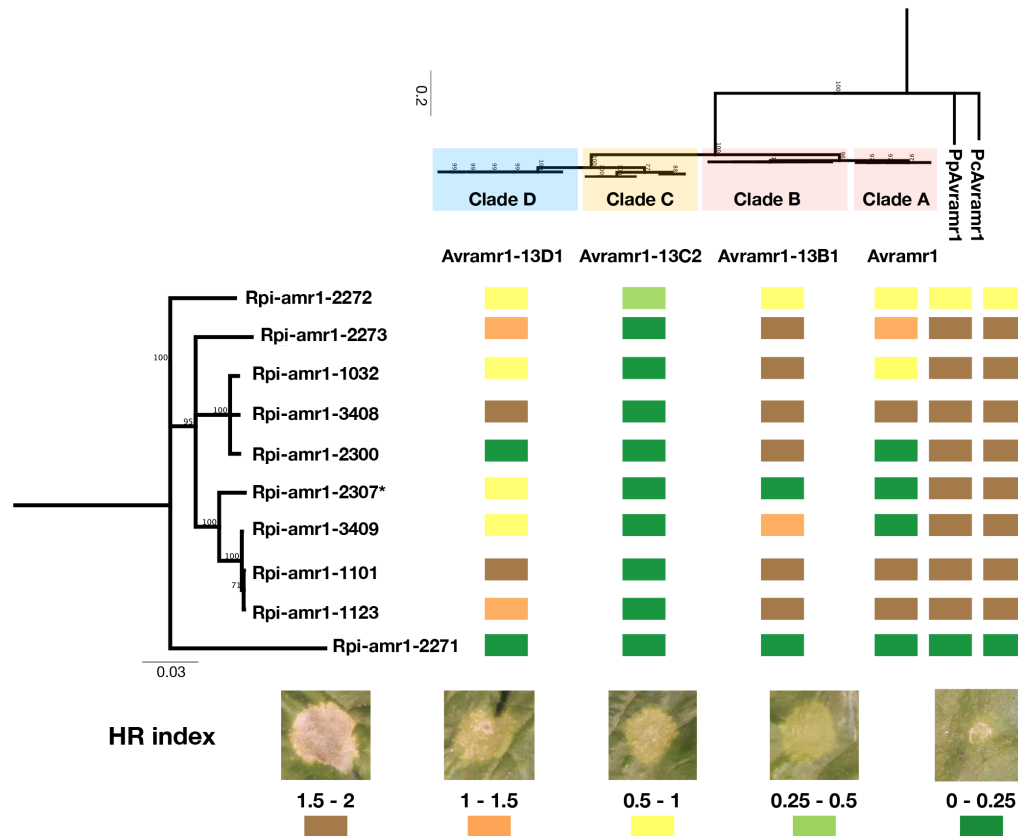 0.2
100
PpAvramr1
PcAvramr1
100
Clade D
Clade C
Clade B
Clade A
Avramr1-13D1 Avramr1-13C2 Avramr1-13B1 Avramr1
Rpi-amr1-2272
Rpi-amr1-2273
100
Rpi-amr1-1032
100
Rpi-amr1-3408
95
Rpi-amr1-2300
Rpi-amr1-2307*
100
Rpi-amr1-3409
100
Rpi-amr1-1101
71
Rpi-amr1-1123
Rpi-amr1-2271
0.03
HR index
1.5 - 2 1 - 1.5 0.5 - 1 0.25 - 0.5 0 - 0.25